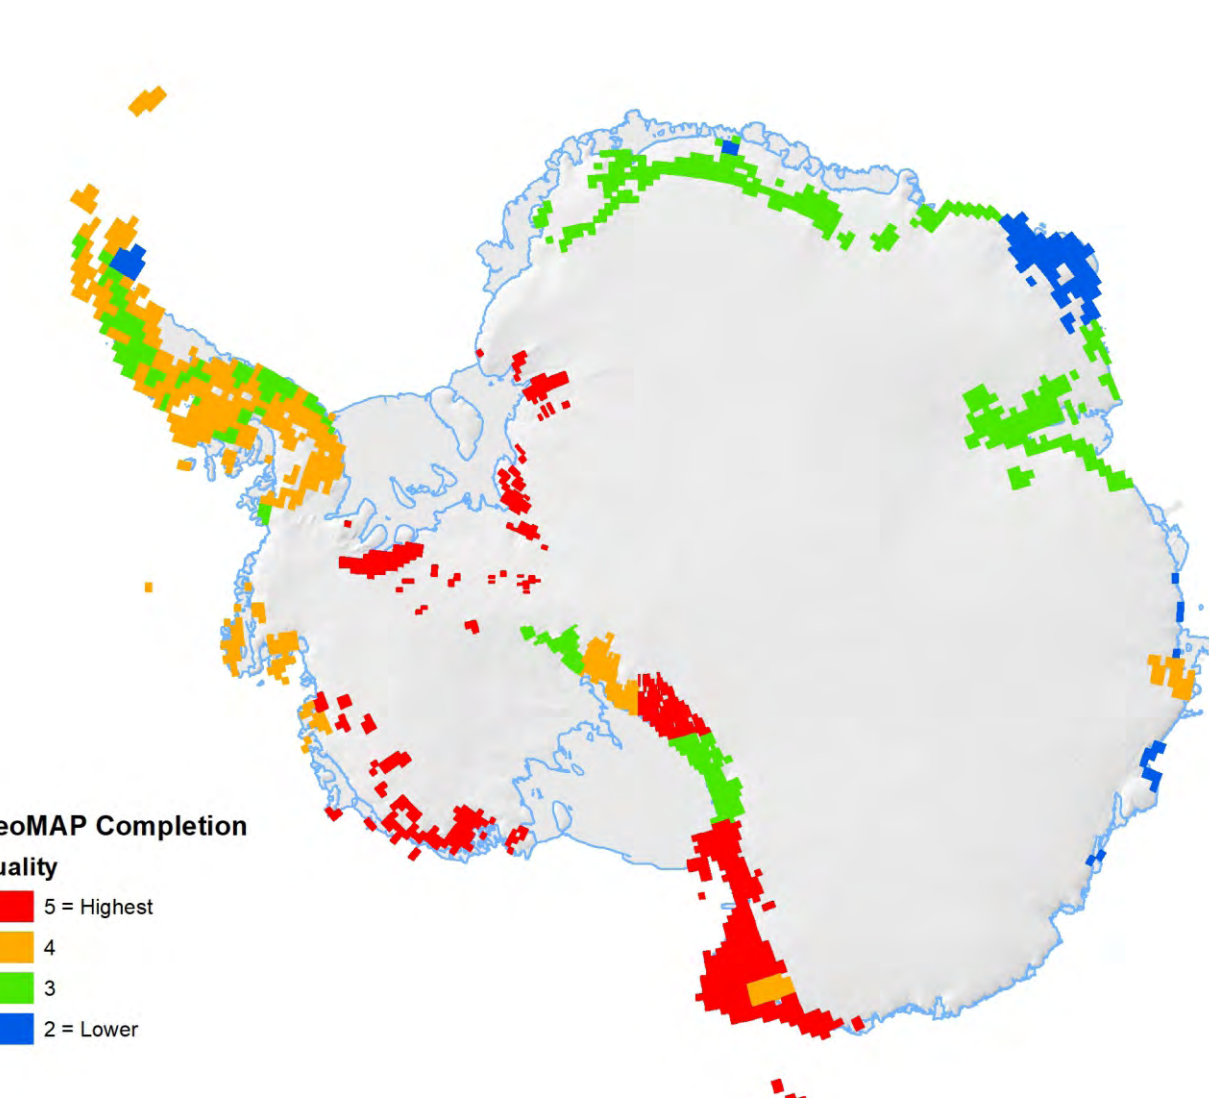 eoMAP Completion
uality
5 = Highest
4
3
2 = Lower